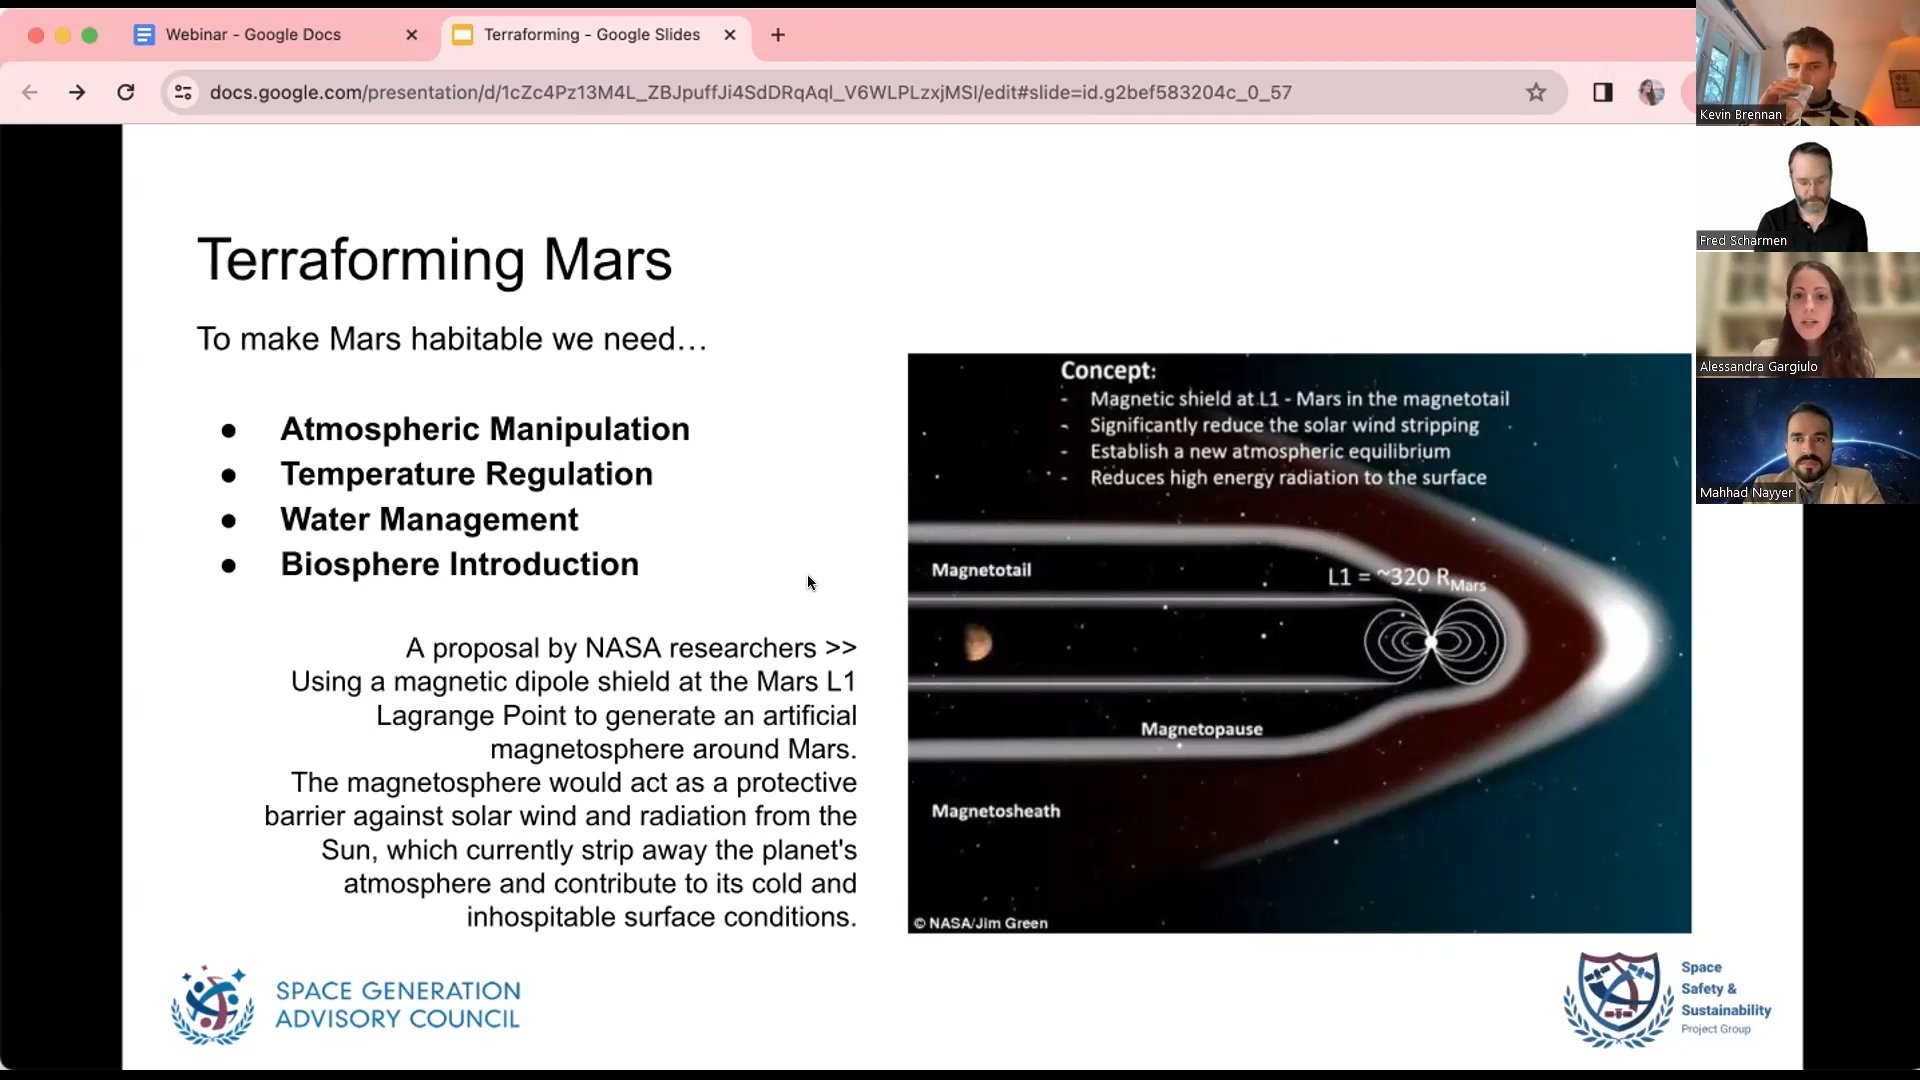 Webinar - Google Docs
Terraforming - Google Slides
docs.google.com/presentation/d/1cZc4Pz13M4L_ZBJpuffJi4SdDRqAql_V6WLPLzxjMSI/edit#slide=id.g2bef583204c_0_57
Kevin Brennan
Fred Scharmen
Alessandra Gargiulo
Mahhad Nayyer
Terraforming Mars
To make Mars habitable we need…
● Atmospheric Manipulation
● Temperature Regulation
● Water Management
● Biosphere Introduction
A proposal by NASA researchers >>
Using a magnetic dipole shield at the Mars L1
Lagrange Point to generate an artificial
magnetosphere around Mars.
The magnetosphere would act as a protective
barrier against solar wind and radiation from the
Sun, which currently strip away the planet's
atmosphere and contribute to its cold and
inhospitable surface conditions.
Concept:
- Magnetic shield at L1 - Mars in the magnetotail
- Significantly reduce the solar wind stripping
- Establish a new atmospheric equilibrium
- Reduces high energy radiation to the surface
Magnetotail
L1 = ~320 RMars
Magnetopause
Magnetosheath
© NASA/Jim Green
SPACE GENERATION
ADVISORY COUNCIL
Space
Safety &
Sustainability
Project Group